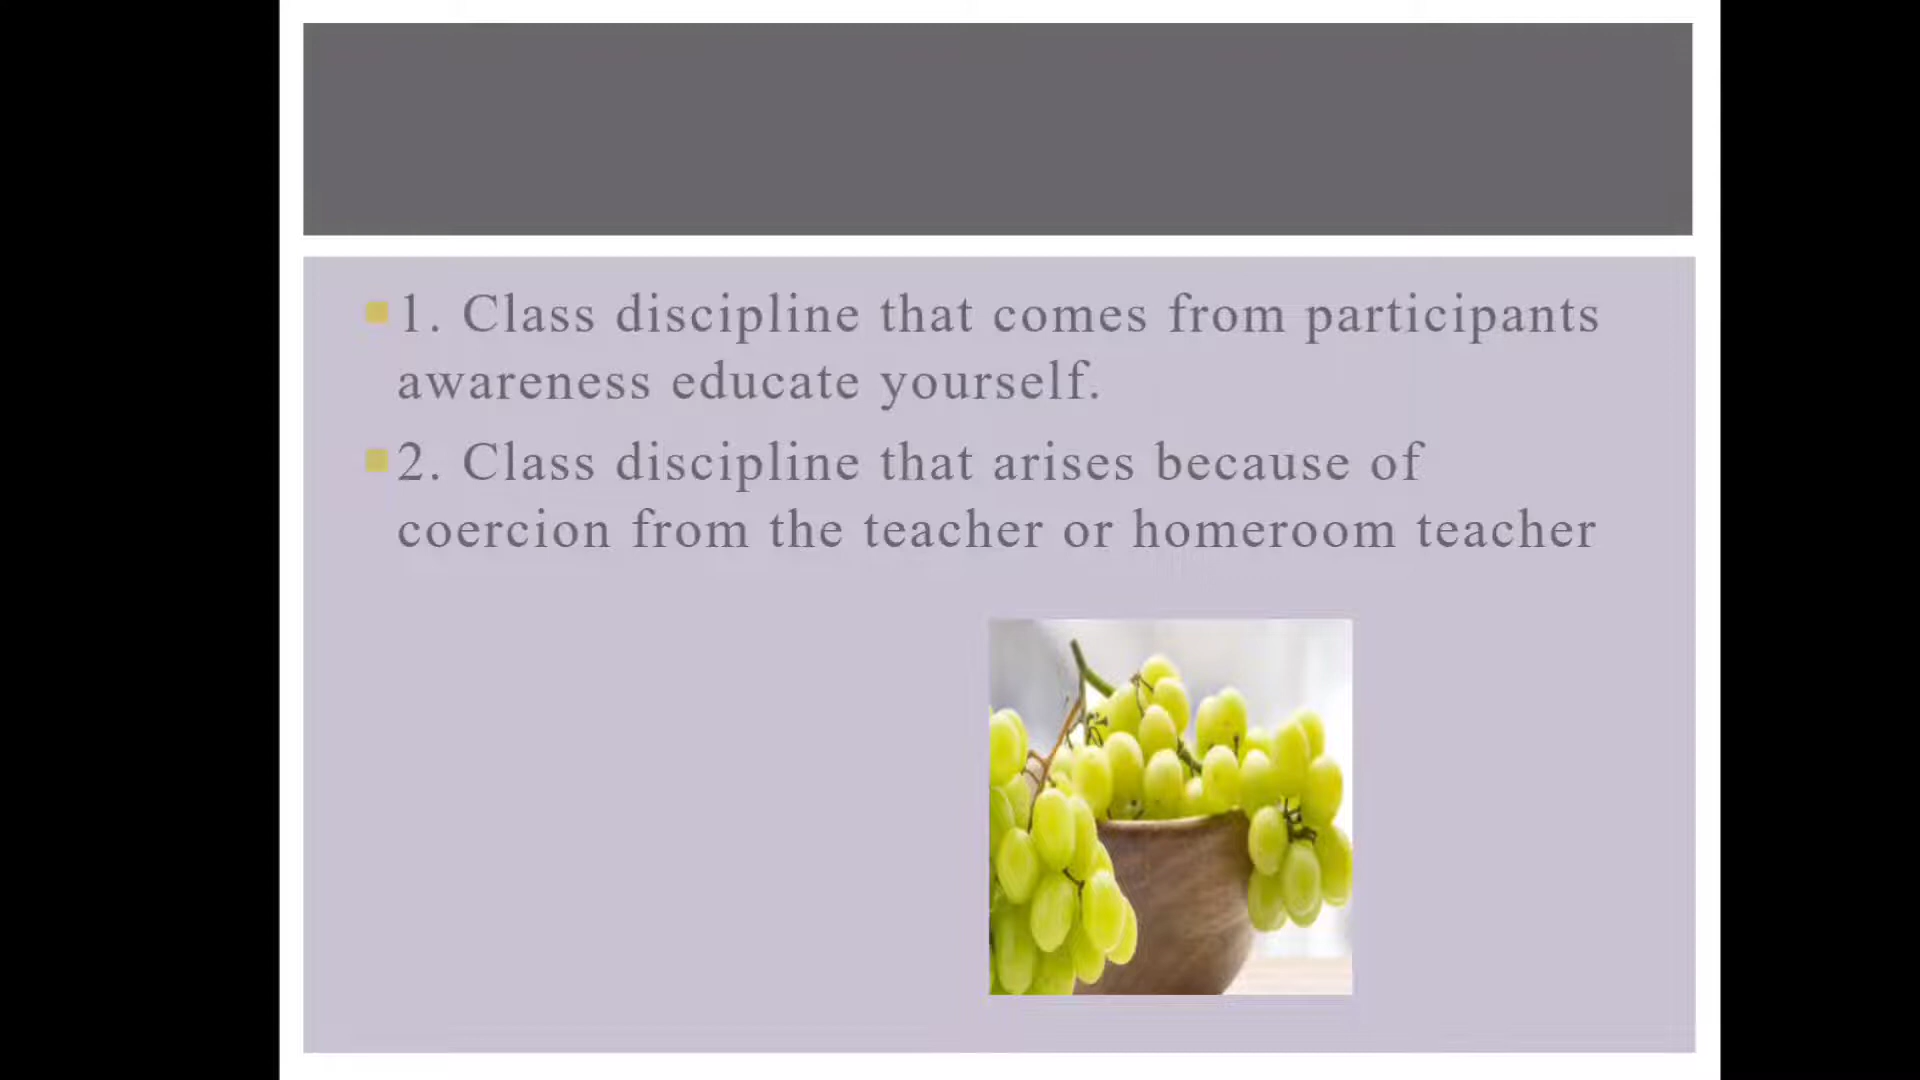 1. Class discipline that comes from participants
awareness educate yourself.
2. Class discipline that arises because of
coercion from the teacher or homeroom teacher